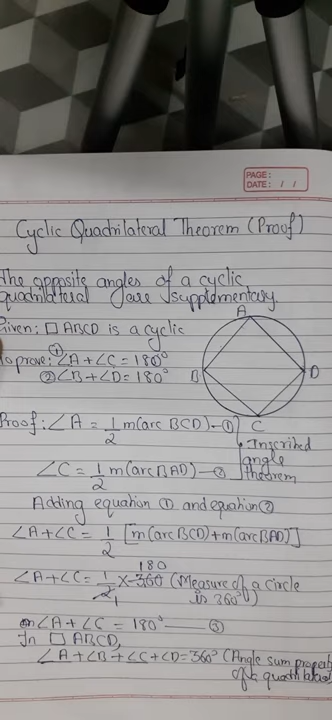 PAGE:
DATE: / /
Cyclic Quadrilateral Theorem (Proof)
The opposite angles of a cyclic
quadrilateral are supplementary
Given: □ ABCD is a cyclic
To prove: ① ∠A + ∠C = 180°
② ∠B + ∠D = 180°
A
B
D
C
Proof: ∠A = 1/2 m(arc BCD) - ①
∠C = 1/2 m(arc BAD) - ②
Inscribed
angle
theorem
Adding equation ① and equation ②
∠A + ∠C = 1/2 [m(arc BCD) + m(arc BAD)]
180
∠A + ∠C = 1/2 × 360 (Measure of a circle
1
is 360°)
∠A + ∠C = 180° - ③
In □ ABCD,
∠A + ∠B + ∠C + ∠D = 360° (Angle sum
of